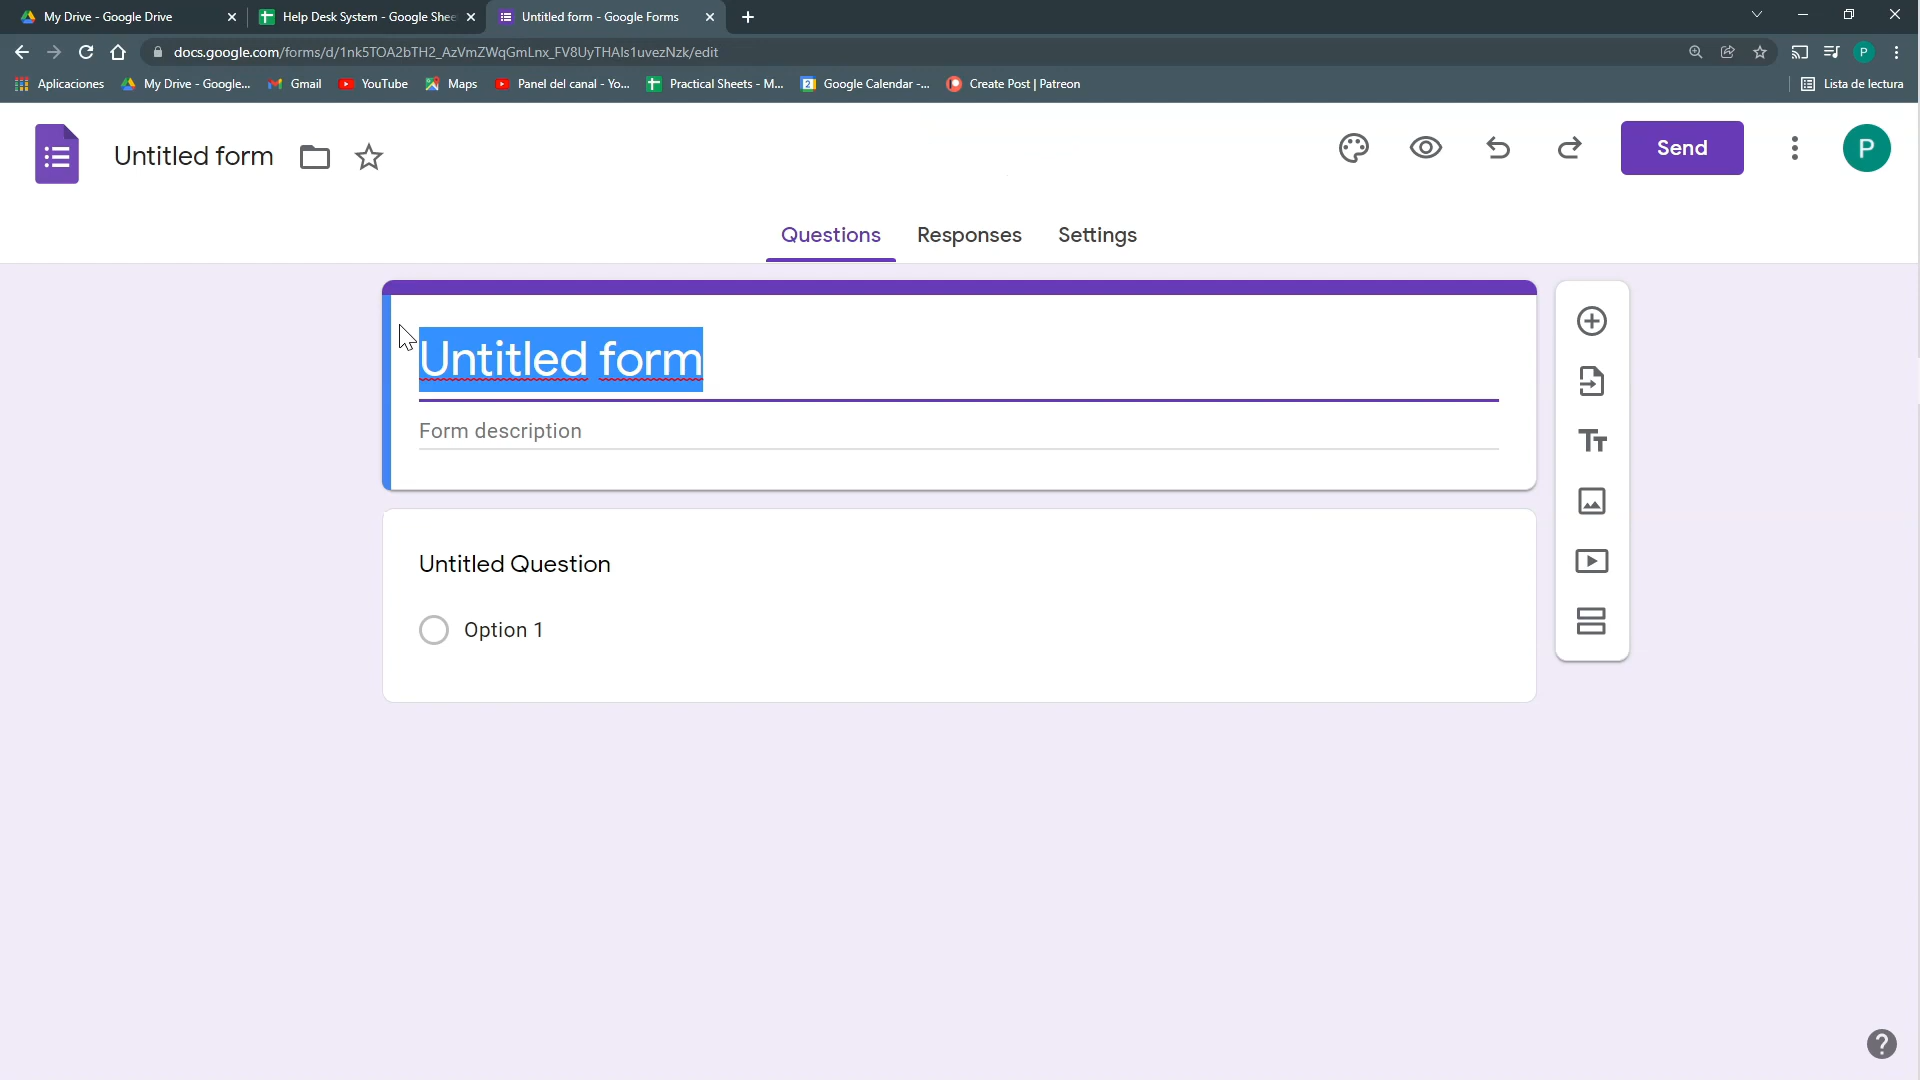 My Drive - Google Drive
Help Desk System - Google Shee
Untitled form - Google Forms
docs.google.com/forms/d/1nk5TOA2bTH2_AzVmZWqGmLnx_FV8UyTHAls1uvezNzk/edit
P
Aplicaciones
My Drive - Google...
Gmail
YouTube
Maps
Panel del canal - Yo...
Practical Sheets - M...
Google Calendar -...
Create Post | Patreon
Lista de lectura
Untitled form
Send
P
Questions
Responses
Settings
Untitled form
Form description
Untitled Question
Option 1